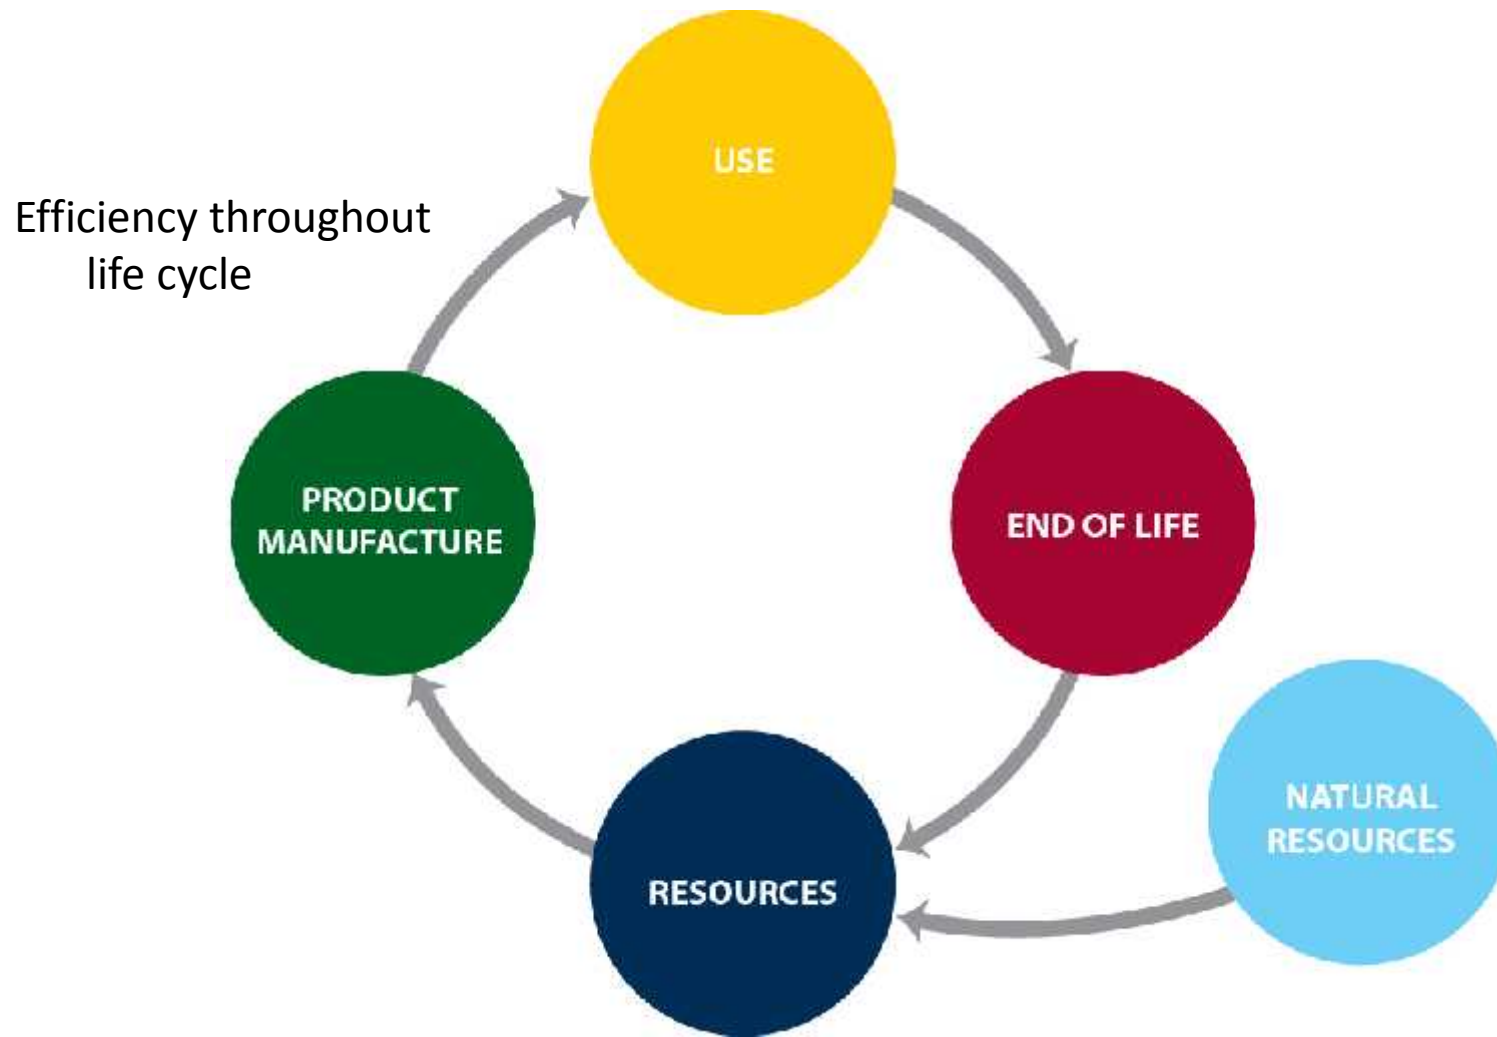 USE
Efficiency throughout
life cycle
PRODUCT
MANUFACTURE
END OF LIFE
NATURAL
RESOURCES
RESOURCES